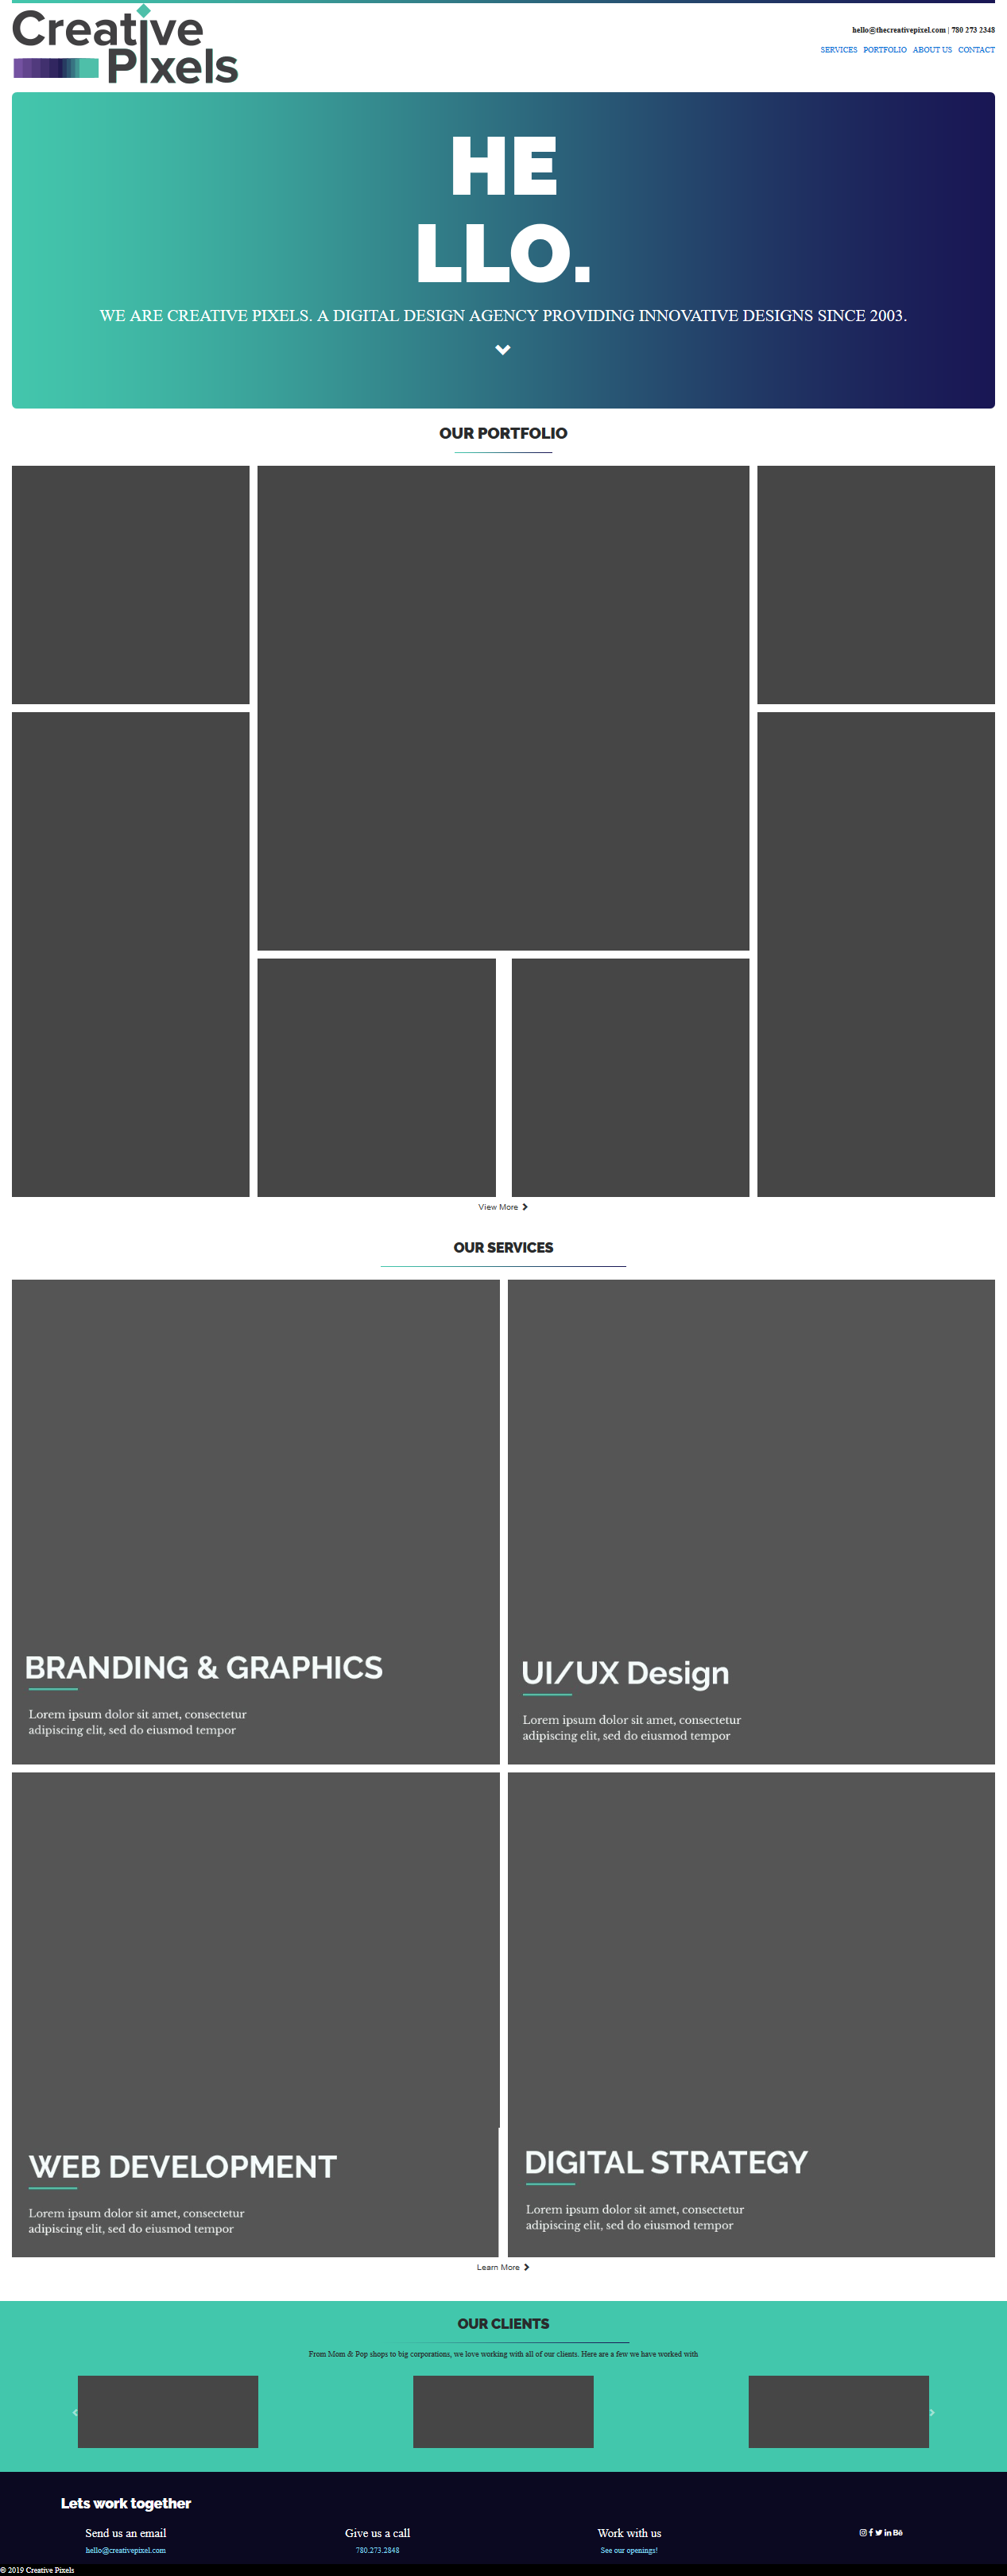 Creative
Pixels
hello@thecreativepixel.com | 780 273 2348
SERVICES PORTFOLIO ABOUT US CONTACT
HE
LLO.
WE ARE CREATIVE PIXELS. A DIGITAL DESIGN AGENCY PROVIDING INNOVATIVE DESIGNS SINCE 2003.
OUR PORTFOLIO
View More
OUR SERVICES
BRANDING & GRAPHICS
Lorem ipsum dolor sit amet, consectetur
adipiscing elit, sed do eiusmod tempor
UI/UX Design
Lorem ipsum dolor sit amet, consectetur
adipiscing elit, sed do eiusmod tempor
WEB DEVELOPMENT
Lorem ipsum dolor sit amet, consectetur
adipiscing elit, sed do eiusmod tempor
DIGITAL STRATEGY
Lorem ipsum dolor sit amet, consectetur
adipiscing elit, sed do eiusmod tempor
Learn More
OUR CLIENTS
From Mom & Pop shops to big corporations, we love working with all of our clients. Here are a few we have worked with
Lets work together
Send us an email
hello@creativepixel.com
Give us a call
780.273.2848
Work with us
See our openings!
© 2019 Creative Pixels